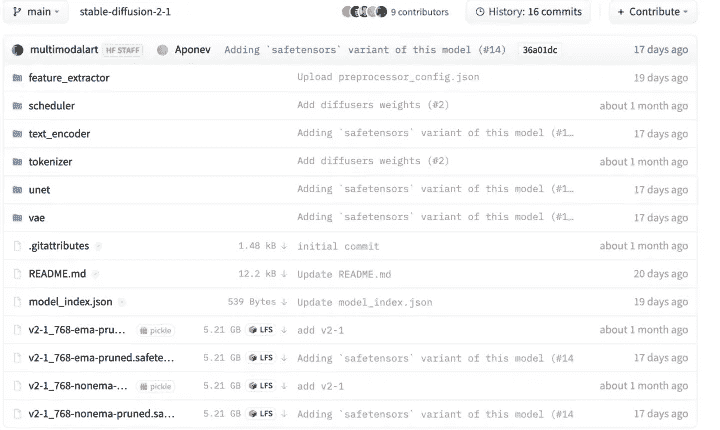 main stable-diffusion-2-1 9 contributors History: 16 commits + Contribute
multimodalart HF STAFF Aponev Adding `safetensors` variant of this model (#14) 36a01dc 17 days ago
feature_extractor Upload preprocessor_config.json 19 days ago
scheduler Add diffusers weights (#2) about 1 month ago
text_encoder Adding `safetensors` variant of this model (#1… 17 days ago
tokenizer Add diffusers weights (#2) about 1 month ago
unet Adding `safetensors` variant of this model (#1… 17 days ago
vae Adding `safetensors` variant of this model (#1… 17 days ago
.gitattributes 1.48 kB initial commit about 1 month ago
README.md 12.2 kB Update README.md 20 days ago
model_index.json 539 Bytes Update model_index.json 19 days ago
v2-1_768-ema-pru... pickle 5.21 GB LFS add v2-1 about 1 month ago
v2-1_768-ema-pruned.safete... 5.21 GB LFS Adding `safetensors` variant of this model (#14 17 days ago
v2-1_768-nonema-... pickle 5.21 GB LFS add v2-1 about 1 month ago
v2-1_768-nonema-pruned.sa... 5.21 GB LFS Adding `safetensors` variant of this model (#14 17 days ago